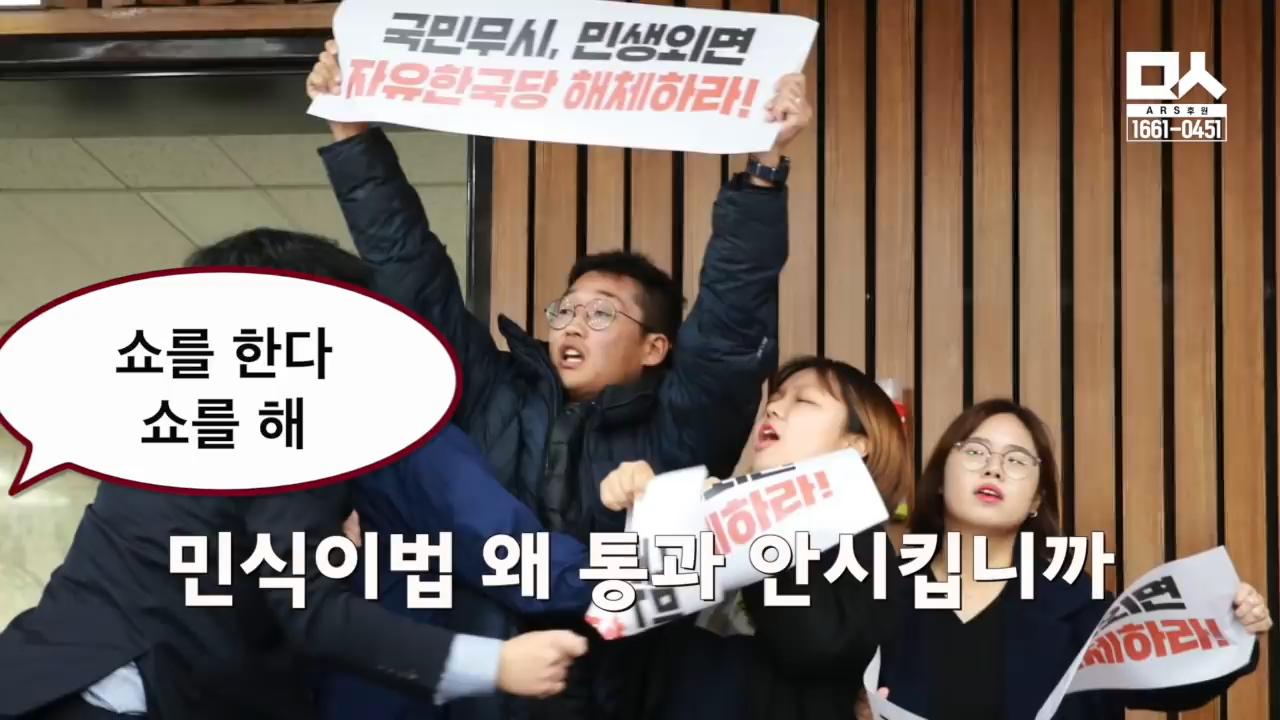 국민무시, 민생외면
자유한국당 해체하라!
ARS후원
1661-0451
쇼를 한다
쇼를 해
해하라!
민식이법 왜 통과 안시킵니까
외면
체하라!